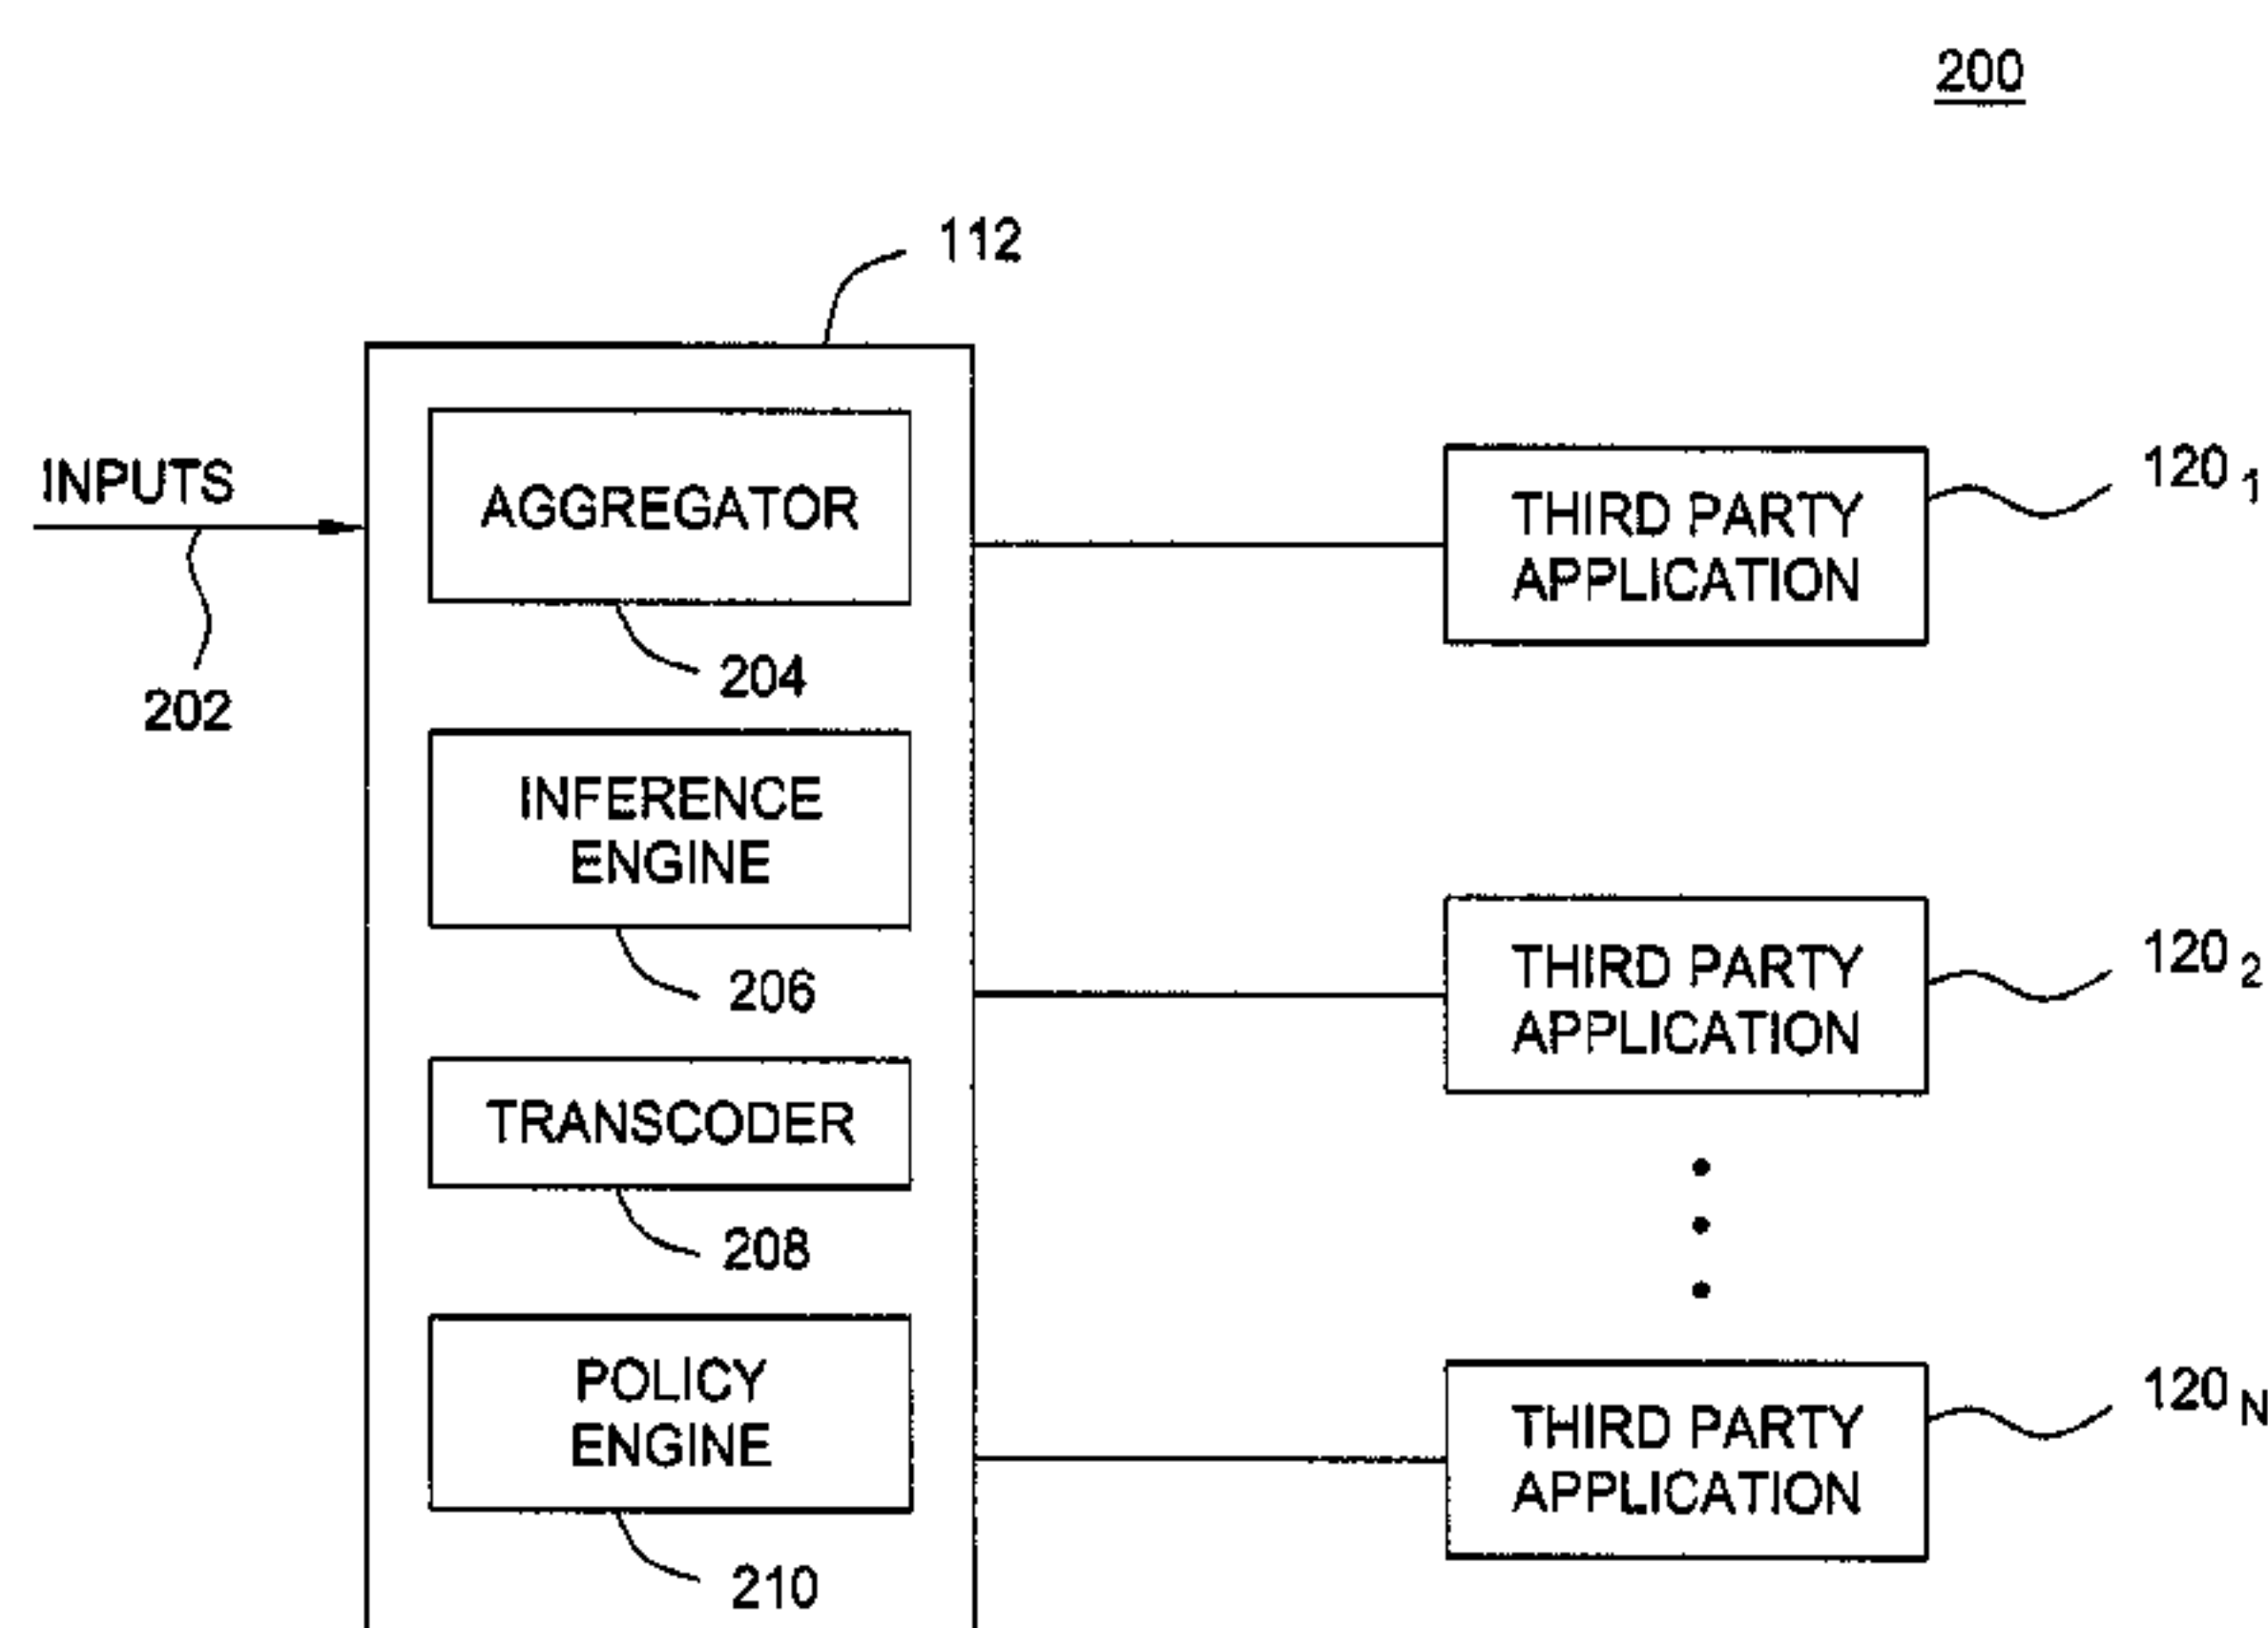 200
112
INPUTS
202
AGGREGATOR
204
INFERENCE
ENGINE
206
TRANSCODER
208
POLICY
ENGINE
210
THIRD PARTY
APPLICATION
120 1
THIRD PARTY
APPLICATION
120 2
THIRD PARTY
APPLICATION
120 N